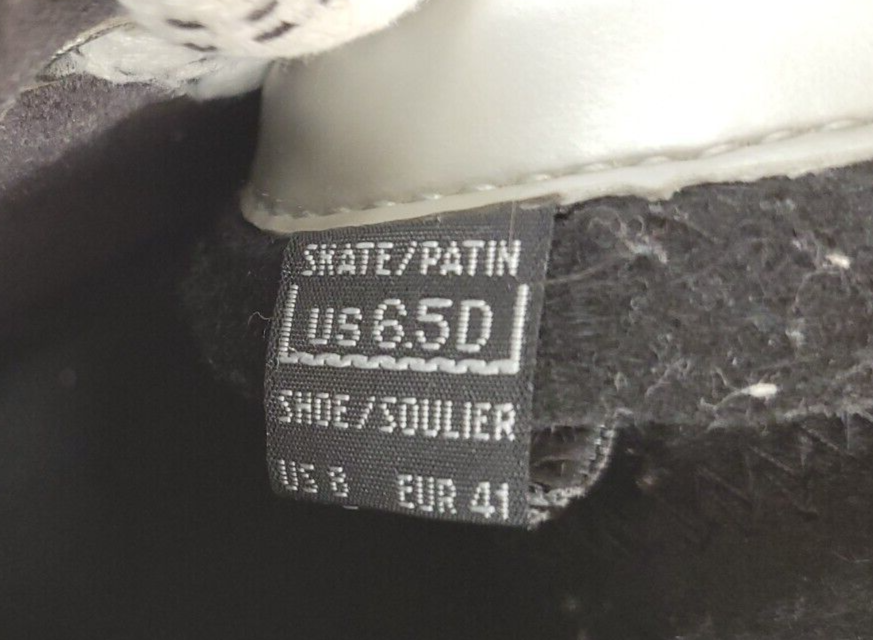 SKATE/PATIN
US 6.5D
SHOE/SOULIER
US 8 EUR 41